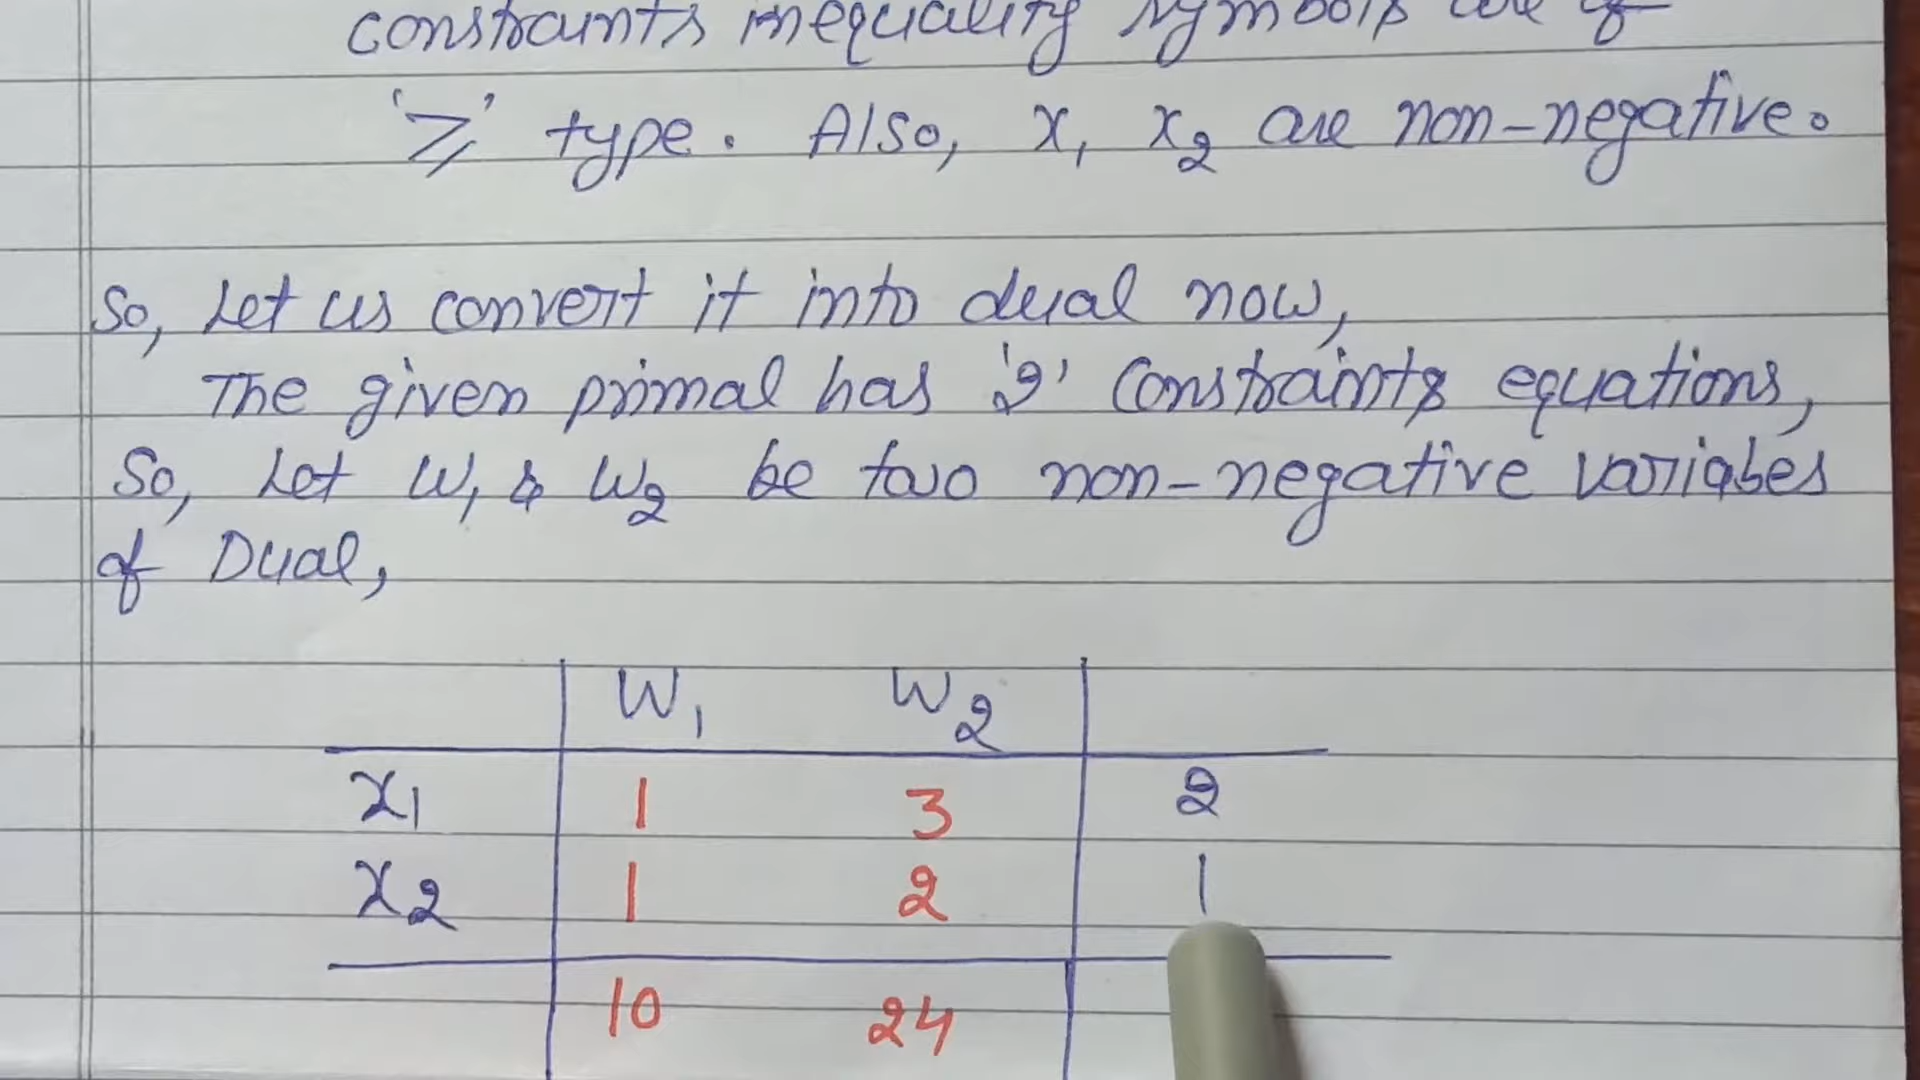 constraints inequality symbols are of
'≥' type. Also, x₁ x₂ are non-negative.
So, Let us convert it into dual now,
The given primal has '2' constraints equations,
So, Let W₁ & W₂ be two non-negative variabes
of Dual,
W₁ W₂
x₁ 1 3 2
x₂ 1 2 1
10 24